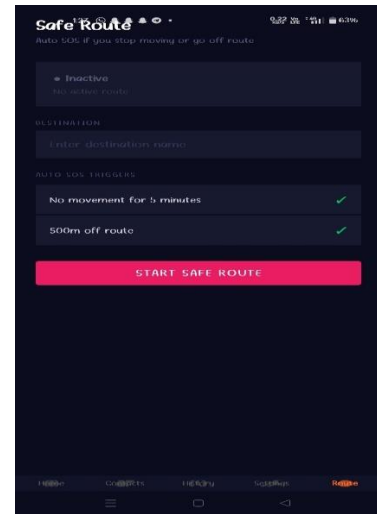 Safe Route
63%
Auto SOS if you stop moving or go off route
Inactive
No active route
DESTINATION
Enter destination name
AUTO SOS TRIGGERS
No movement for 5 minutes
500m off route
START SAFE ROUTE
Home Contacts History Settings Route